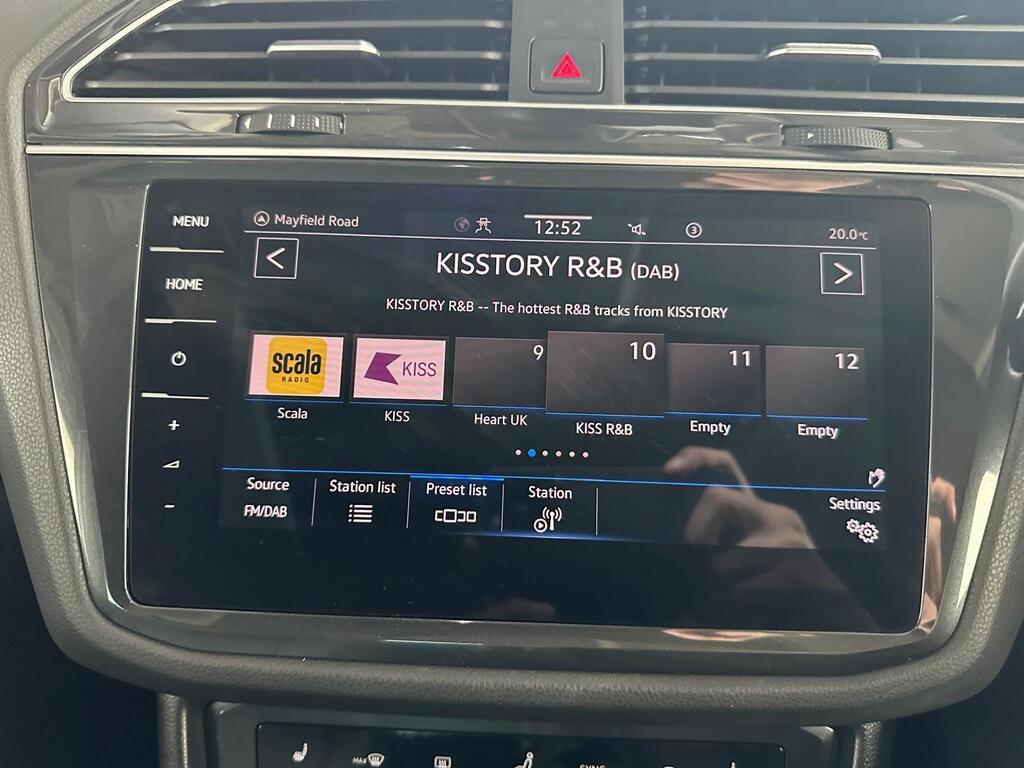 MENU
HOME
+
-
Mayfield Road
12:52
3
20.0°C
<
KISSTORY R&B (DAB)
>
KISSTORY R&B -- The hottest R&B tracks from KISSTORY
scala
RADIO
KISS
9
10
11
12
Scala
KISS
Heart UK
KISS R&B
Empty
Empty
Source
FM/DAB
Station list
Preset list
Station
Settings
MAX
SYNC